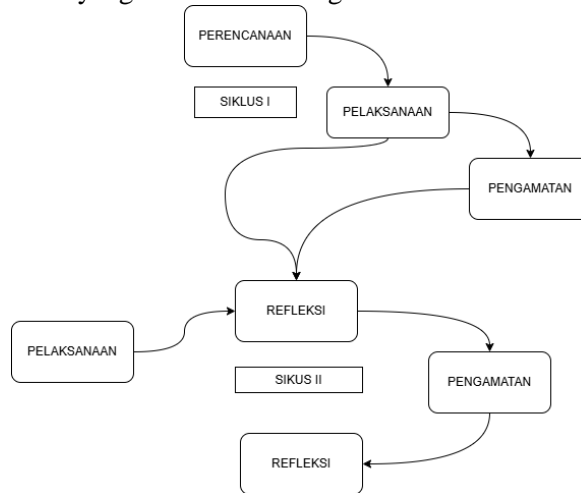 PERENCANAAN
SIKLUS I
PELAKSANAAN
PENGAMATAN
REFLEKSI
PELAKSANAAN
SIKUS II
PENGAMATAN
REFLEKSI